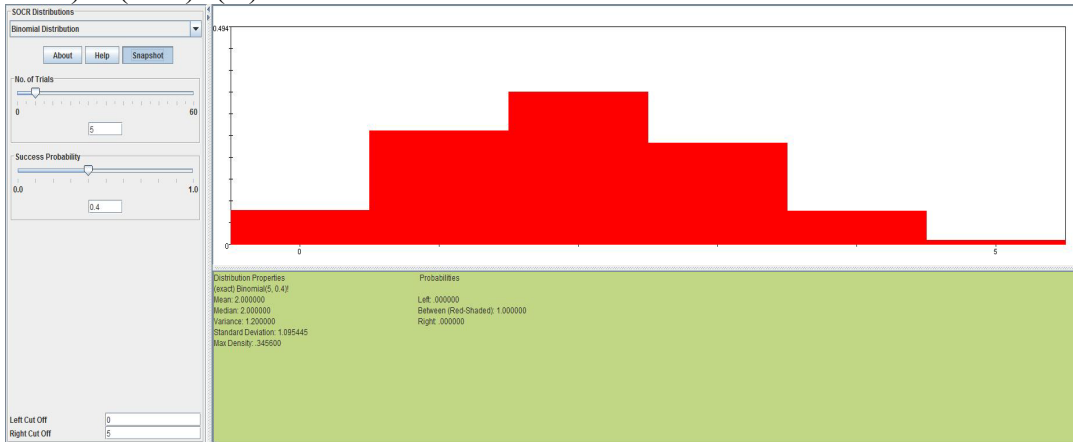 SOCR Distributions
Binomial Distribution
About Help Snapshot
No. of Trials
0 60
5
Success Probability
0.0 1.0
0.4
Left Cut Off 0
Right Cut Off 5
0.494
0
0 5
Distribution Properties
(exact) Binomial(5, 0.4)!
Mean: 2.000000
Median: 2.000000
Variance: 1.200000
Standard Deviation: 1.095445
Max Density: .345600
Probabilities
Left: .000000
Between (Red-Shaded): 1.000000
Right: .000000